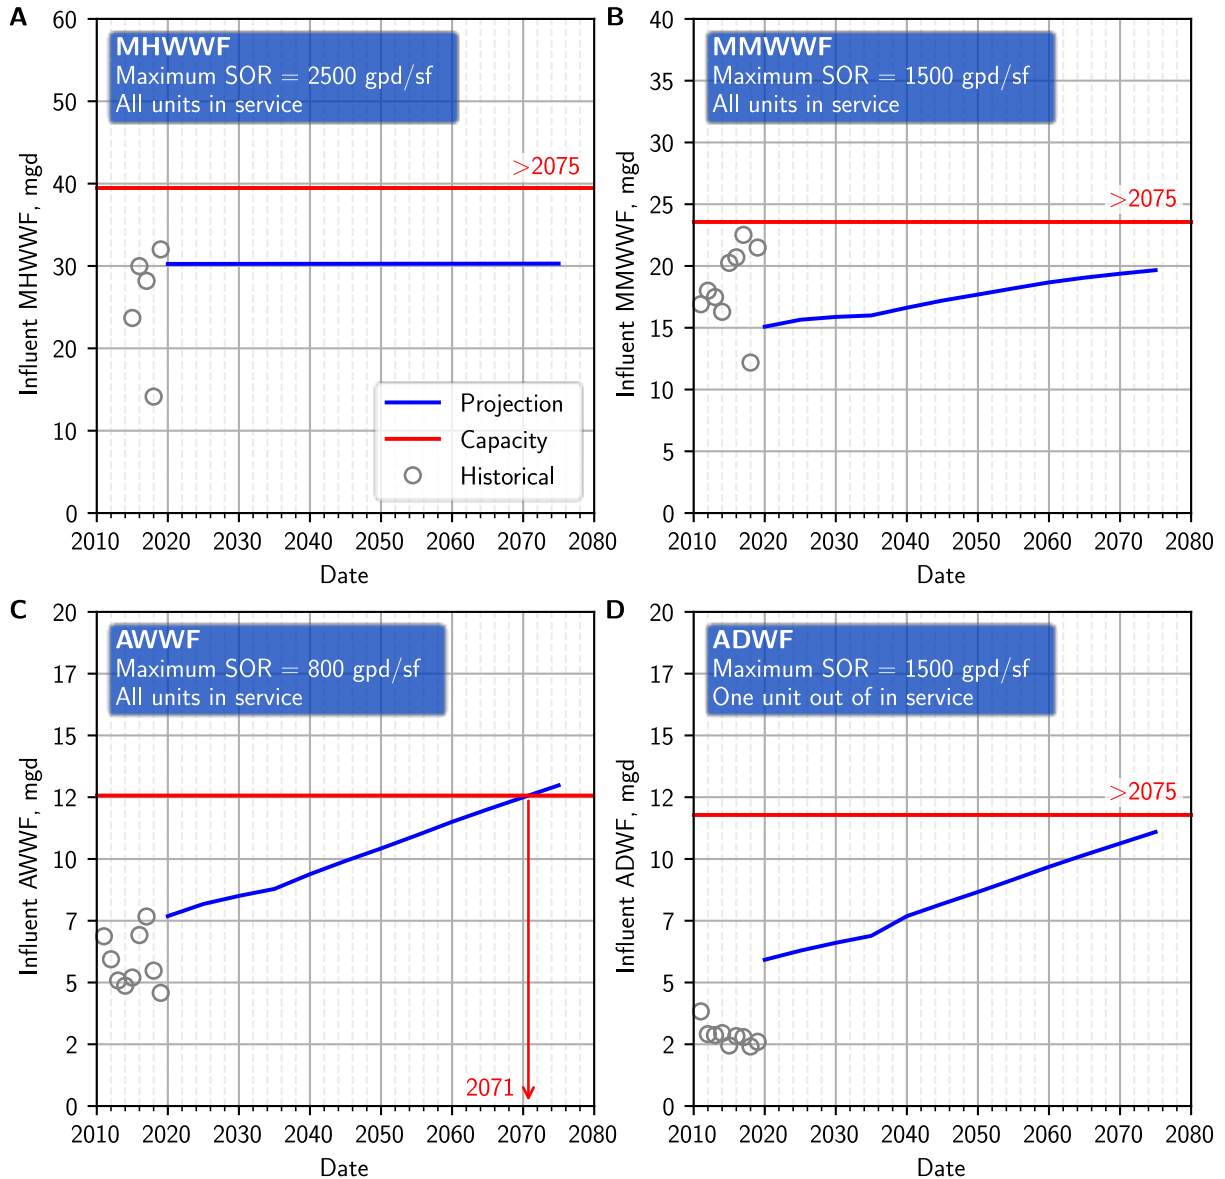 A
MHWWF
Maximum SOR = 2500 gpd/sf
All units in service
>2075
Influent MHWWF, mgd
60
50
40
30
20
10
0
Projection
Capacity
Historical
2010 2020 2030 2040 2050 2060 2070 2080
Date
B
MMWWF
Maximum SOR = 1500 gpd/sf
All units in service
>2075
Influent MMWWF, mgd
40
35
30
25
20
15
10
5
0
2010 2020 2030 2040 2050 2060 2070 2080
Date
C
AWWF
Maximum SOR = 800 gpd/sf
All units in service
2071
Influent AWWF, mgd
20
17
15
12
10
7
5
2
0
2010 2020 2030 2040 2050 2060 2070 2080
Date
D
ADWF
Maximum SOR = 1500 gpd/sf
One unit out of in service
>2075
Influent ADWF, mgd
20
17
15
12
10
7
5
2
0
2010 2020 2030 2040 2050 2060 2070 2080
Date